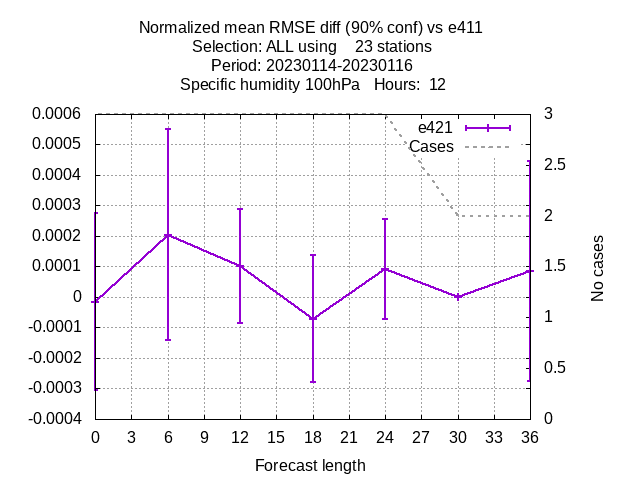 Normalized mean RMSE diff (90% conf) vs e411
Selection: ALL using    23 stations
Period: 20230114-20230116
Specific humidity 100hPa   Hours:  12
0.0006
0.0005
0.0004
0.0003
0.0002
0.0001
0
-0.0001
-0.0002
-0.0003
-0.0004
e421
Cases
3
2.5
2
1.5
1
0.5
0
No cases
0 3 6 9 12 15 18 21 24 27 30 33 36
Forecast length